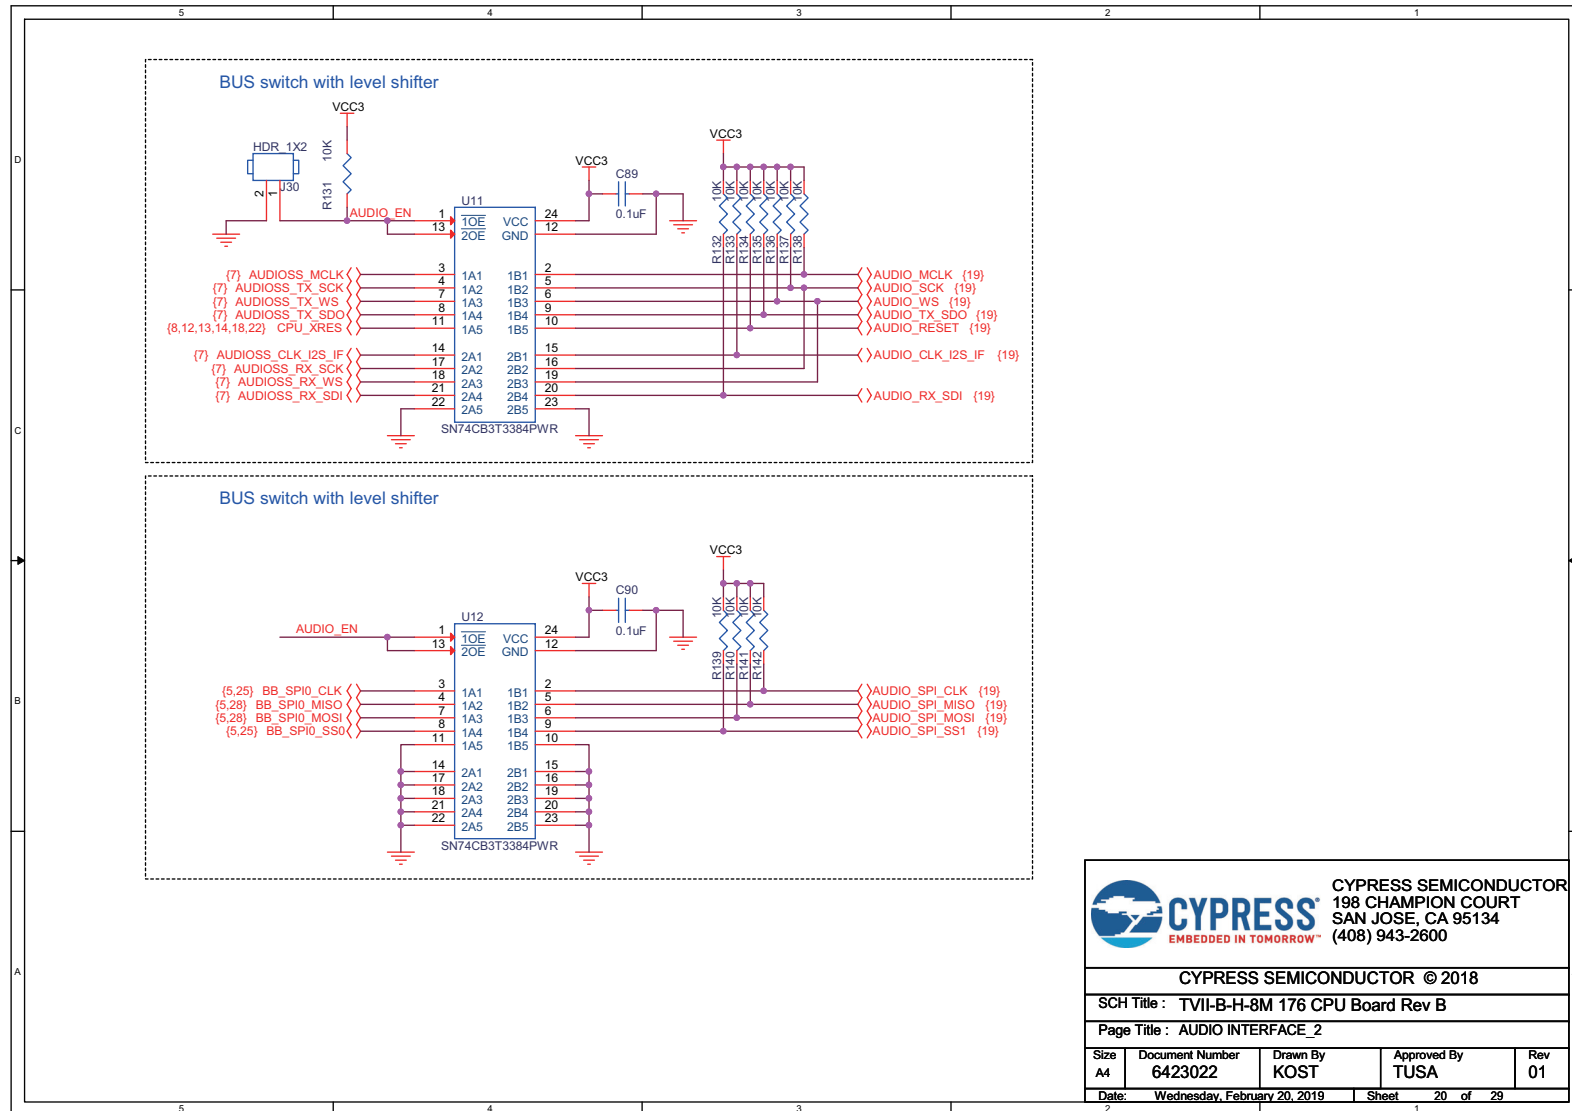 5 4 3 2 1
D
C
B
A
BUS switch with level shifter
VCC3
HDR_1X2
J30
2 1
R131 10K
AUDIO_EN
U11
1 1OE VCC 24
13 2OE GND 12
VCC3
C89
0.1uF
VCC3
10K 10K 10K 10K 10K 10K 10K
R132 R133 R134 R135 R136 R137 R138
{7} AUDIOSS_MCLK 3 1A1 1B1 2 AUDIO_MCLK {19}
{7} AUDIOSS_TX_SCK 4 1A2 1B2 5 AUDIO_SCK {19}
{7} AUDIOSS_TX_WS 7 1A3 1B3 6 AUDIO_WS {19}
{7} AUDIOSS_TX_SDO 8 1A4 1B4 9 AUDIO_TX_SDO {19}
{8,12,13,14,18,22} CPU_XRES 11 1A5 1B5 10 AUDIO_RESET {19}
{7} AUDIOSS_CLK_I2S_IF 14 2A1 2B1 15 AUDIO_CLK_I2S_IF {19}
{7} AUDIOSS_RX_SCK 17 2A2 2B2 16
{7} AUDIOSS_RX_WS 18 2A3 2B3 19
{7} AUDIOSS_RX_SDI 21 2A4 2B4 20 AUDIO_RX_SDI {19}
22 2A5 2B5 23
SN74CB3T3384PWR
BUS switch with level shifter
AUDIO_EN
U12
1 1OE VCC 24
13 2OE GND 12
VCC3
C90
0.1uF
VCC3
10K 10K 10K 10K
R139 R140 R141 R142
{5,25} BB_SPI0_CLK 3 1A1 1B1 2 AUDIO_SPI_CLK {19}
{5,28} BB_SPI0_MISO 4 1A2 1B2 5 AUDIO_SPI_MISO {19}
{5,28} BB_SPI0_MOSI 7 1A3 1B3 6 AUDIO_SPI_MOSI {19}
{5,25} BB_SPI0_SS0 8 1A4 1B4 9 AUDIO_SPI_SS1 {19}
11 1A5 1B5 10
14 2A1 2B1 15
17 2A2 2B2 16
18 2A3 2B3 19
21 2A4 2B4 20
22 2A5 2B5 23
SN74CB3T3384PWR
CYPRESS
EMBEDDED IN TOMORROW™
CYPRESS SEMICONDUCTOR
198 CHAMPION COURT
SAN JOSE, CA 95134
(408) 943-2600
CYPRESS SEMICONDUCTOR © 2018
SCH Title : TVII-B-H-8M 176 CPU Board Rev B
Page Title : AUDIO INTERFACE_2
Size Document Number Drawn By Approved By Rev
A4 6423022 KOST TUSA 01
Date: Wednesday, February 20, 2019 Sheet 20 of 29
5 4 3 2 1